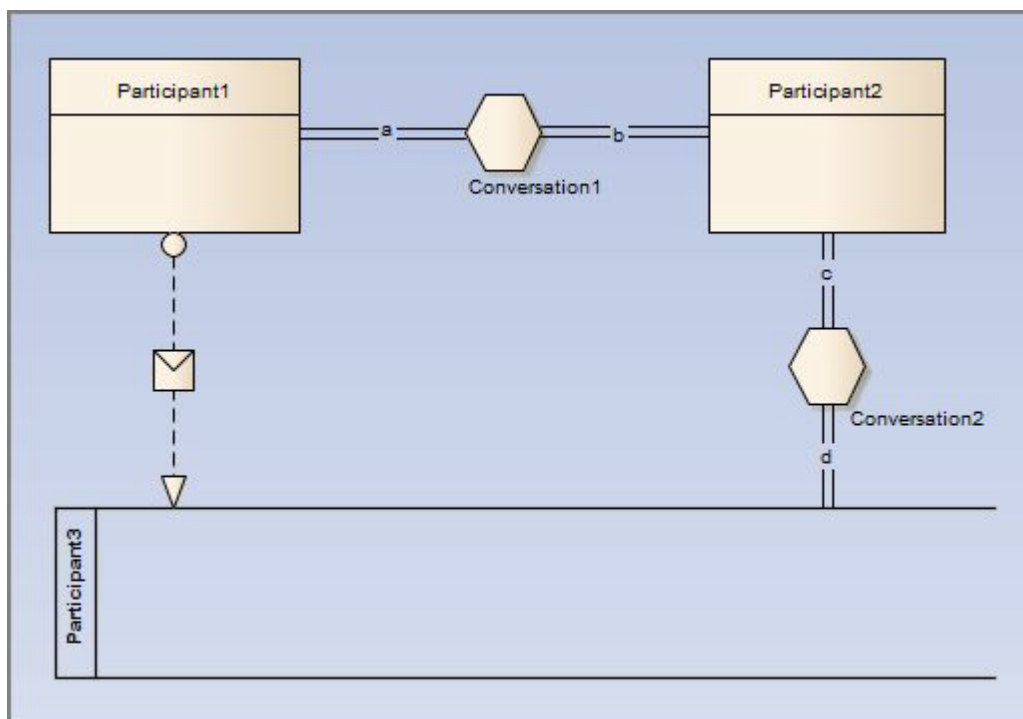 Participant1
Participant2
a
b
Conversation1
c
Conversation2
d
Participant3